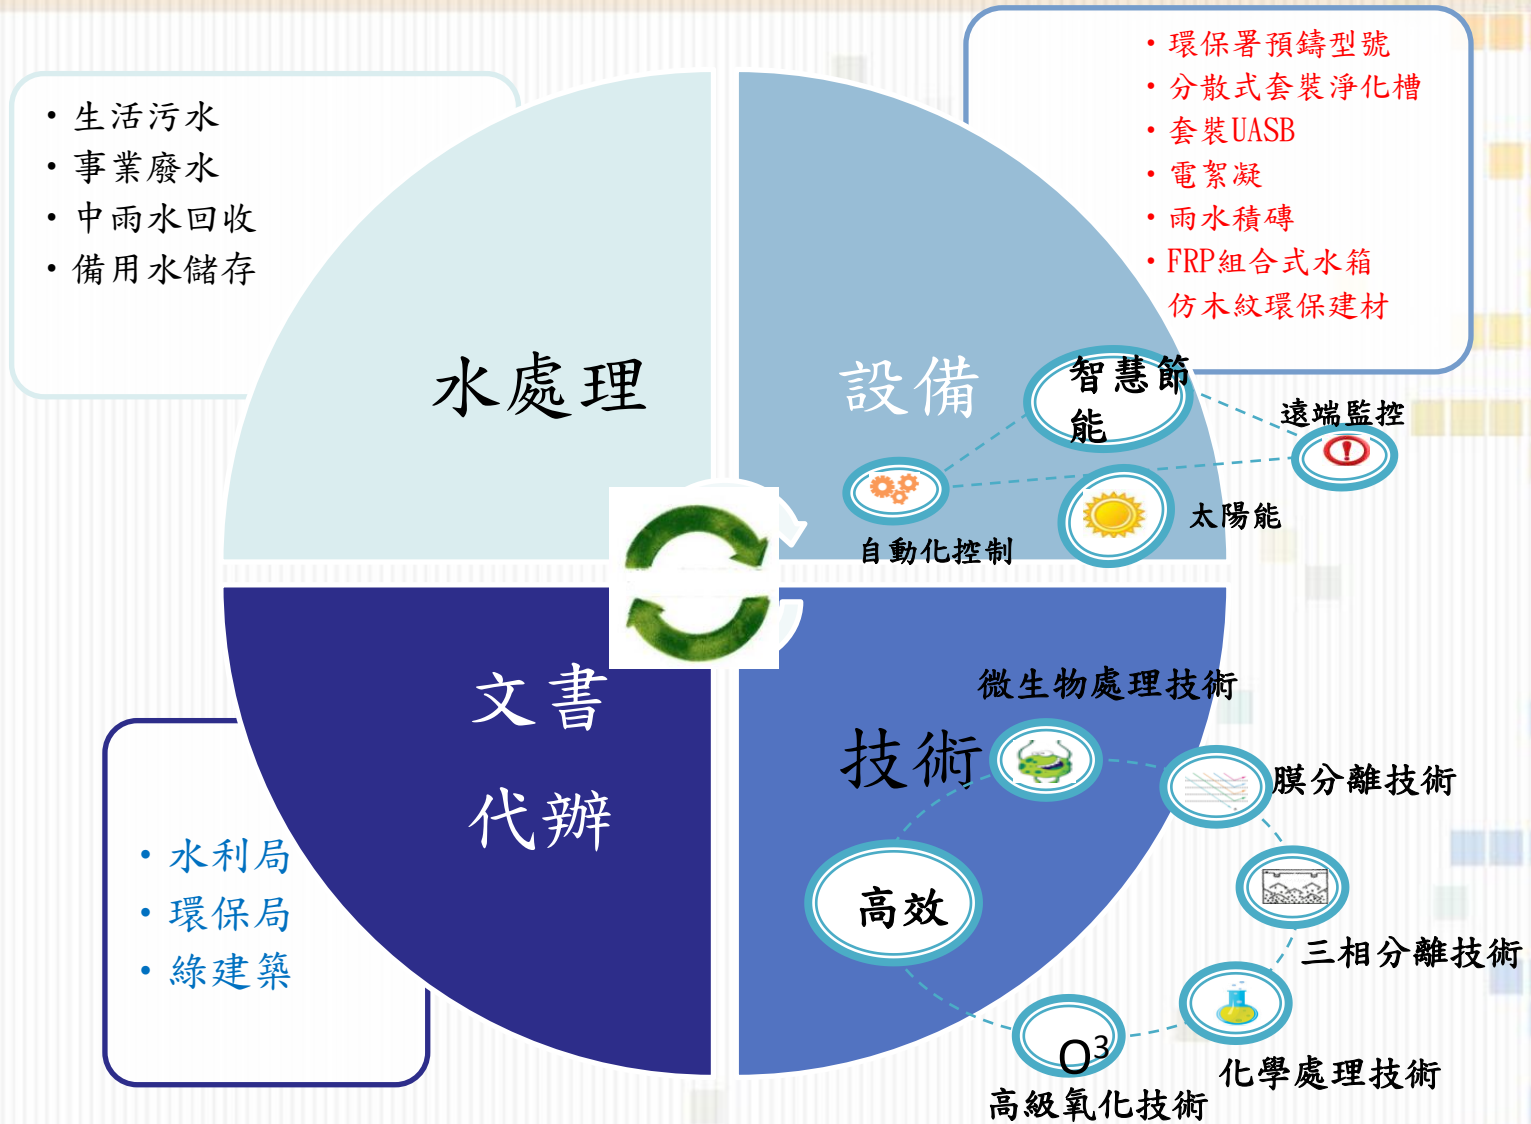 ・生活污水
・事業廢水
・中雨水回收
・備用水儲存
水處理
・環保署預鑄型號
・分散式套裝淨化槽
・套裝UASB
・電絮凝
・雨水積磚
・FRP組合式水箱
仿木紋環保建材
設備
智慧節
能
遠端監控
太陽能
自動化控制
文書
代辦
・水利局
・環保局
・綠建築
技術
微生物處理技術
膜分離技術
高效
三相分離技術
化學處理技術
O³
高級氧化技術